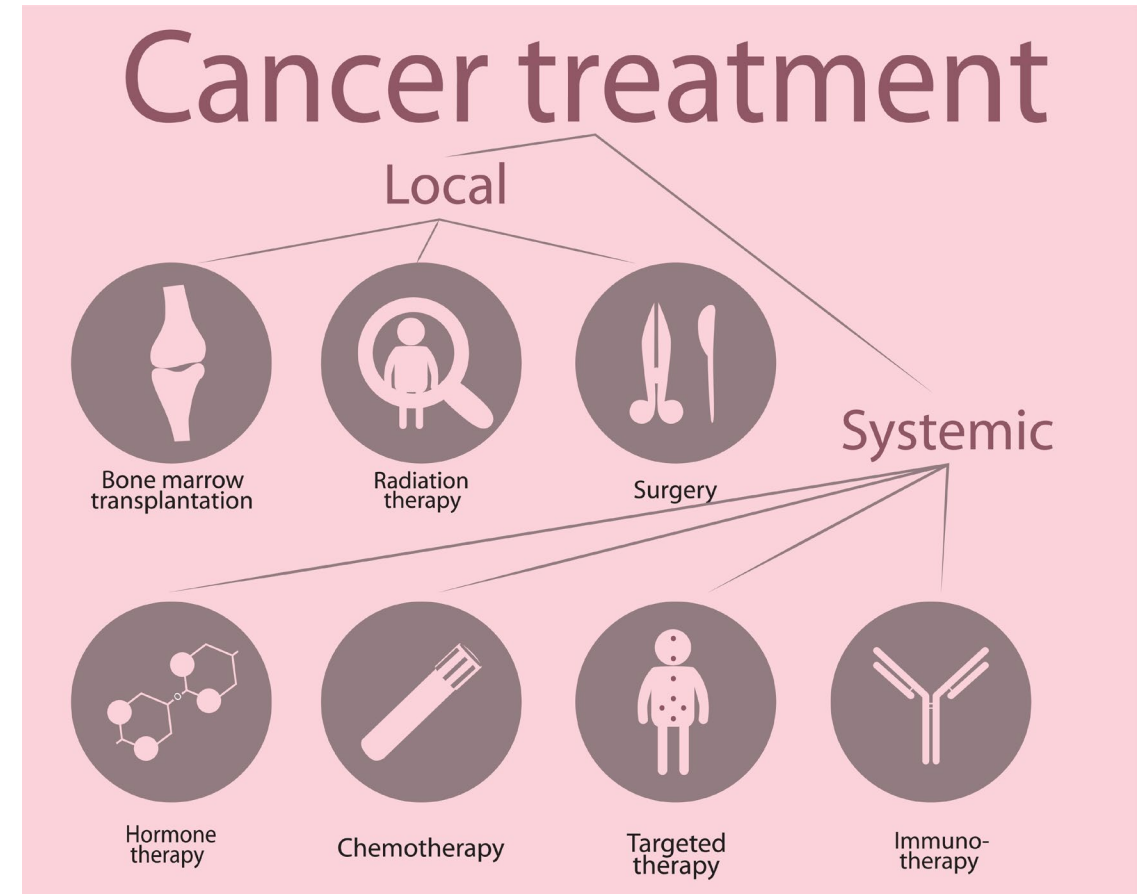 Cancer treatment
Local
Bone marrow
transplantation
Radiation
therapy
Surgery
Systemic
Hormone
therapy
Chemotherapy
Targeted
therapy
Immuno-
therapy